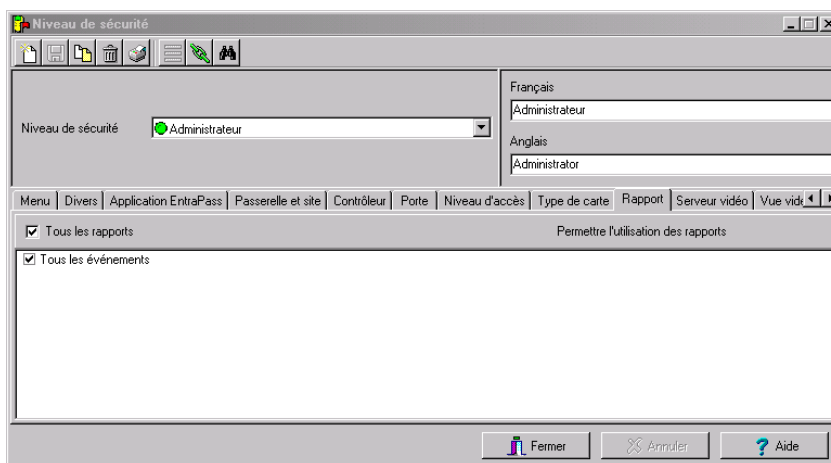 Niveau de sécurité
Français
Administrateur
Niveau de sécurité
Administrateur
Anglais
Administrator
Menu Divers Application EntraPass Passerelle et site Contrôleur Porte Niveau d'accès Type de carte Rapport Serveur vidéo Vue vidé
Tous les rapports
Permettre l'utilisation des rapports
Tous les événements
Fermer Annuler Aide